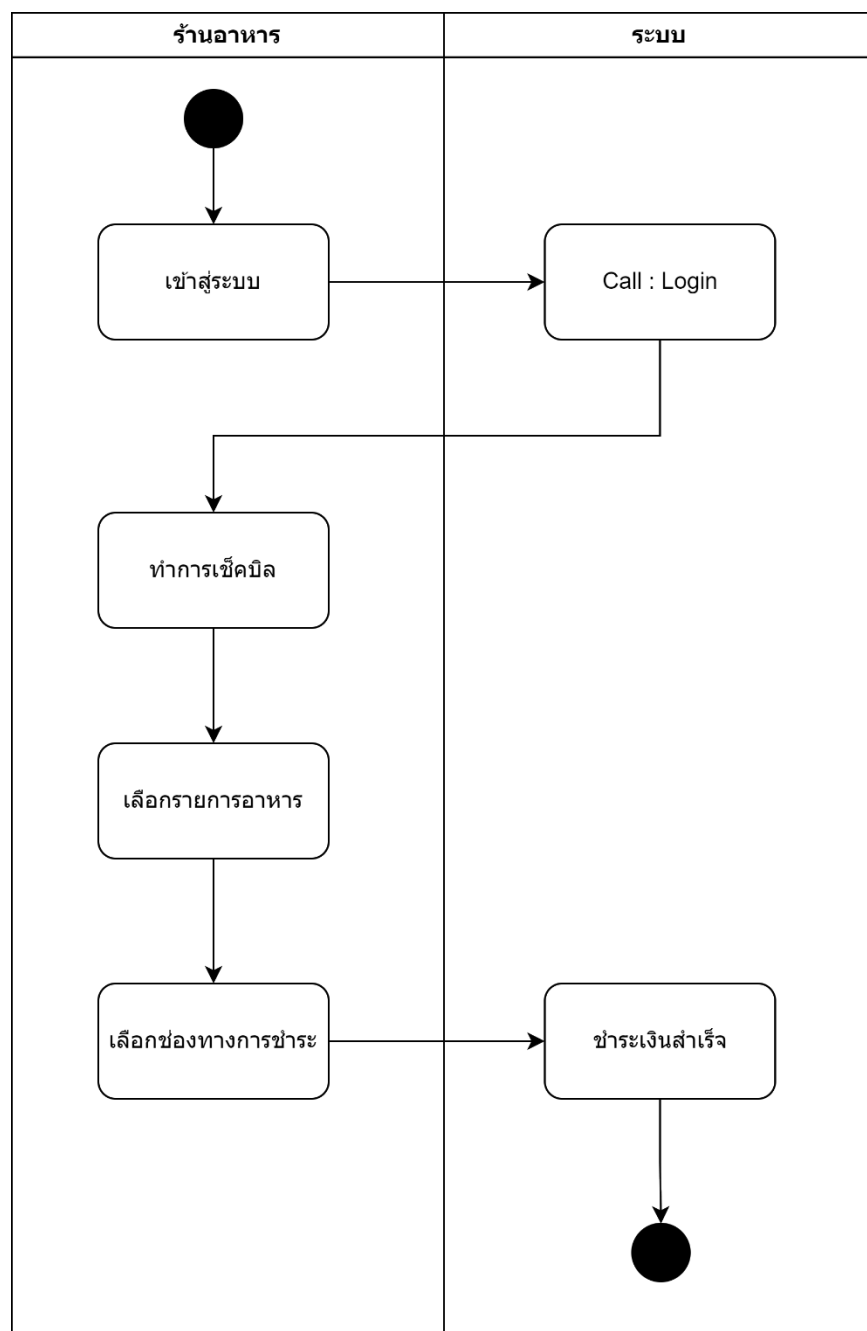 ร้านอาหาร
ระบบ
เข้าสู่ระบบ
Call : Login
ทำการเช็คบิล
เลือกรายการอาหาร
เลือกช่องทางการชำระ
ชำระเงินสำเร็จ